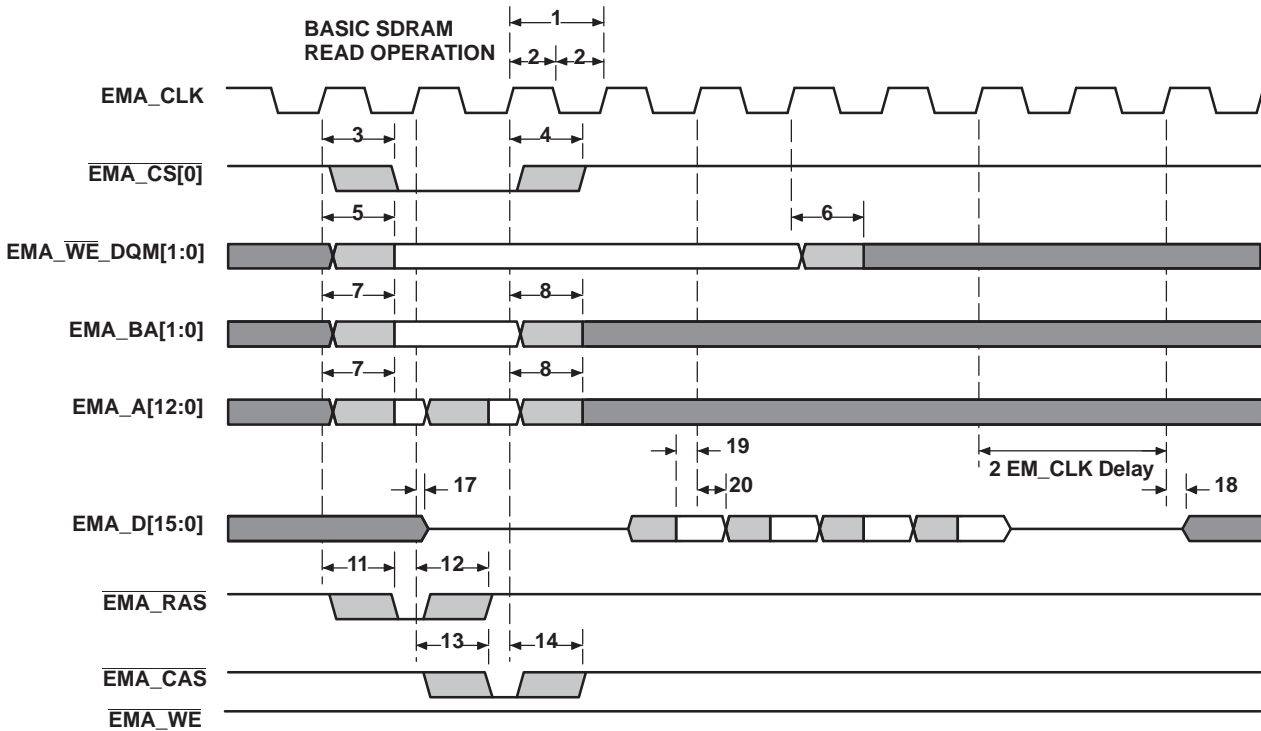 BASIC SDRAM
READ OPERATION
1
2 2
EMA_CLK
3 4
EMA_CS[0]
5 6
EMA_WE_DQM[1:0]
7 8
EMA_BA[1:0]
7 8
EMA_A[12:0]
19
2 EM_CLK Delay
17 20 18
EMA_D[15:0]
11 12
EMA_RAS
13 14
EMA_CAS
EMA_WE